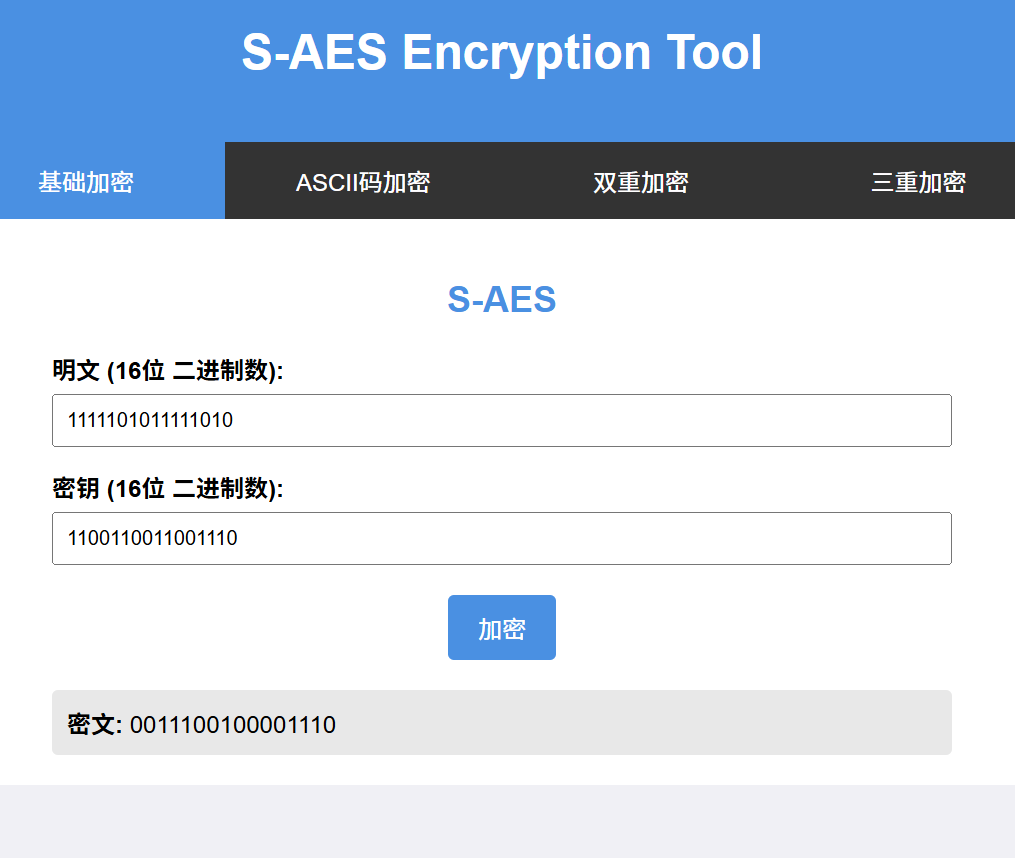 S-AES Encryption Tool
基础加密 ASCII码加密 双重加密 三重加密
S-AES
明文 (16位 二进制数):
1111101011111010
密钥 (16位 二进制数):
1100110011001110
加密
密文: 0011100100001110